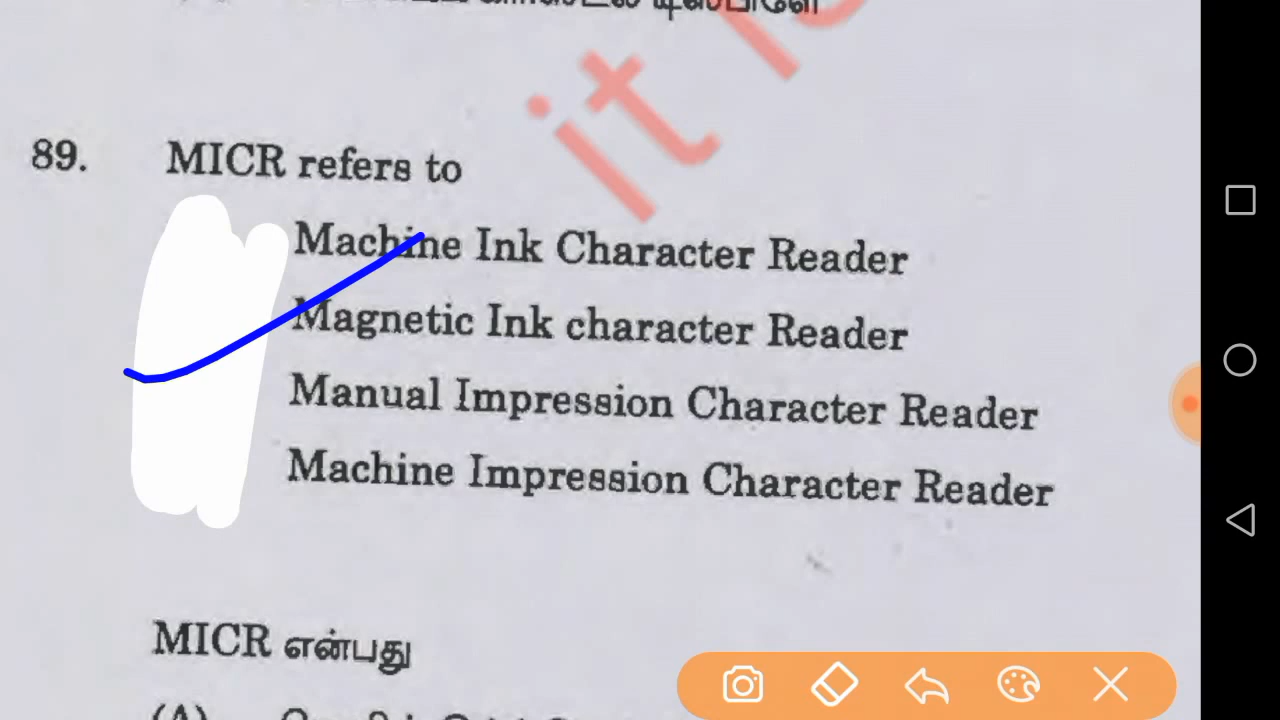 89. MICR refers to
Machine Ink Character Reader
Magnetic Ink character Reader
Manual Impression Character Reader
Machine Impression Character Reader
MICR என்பது
(A)
it